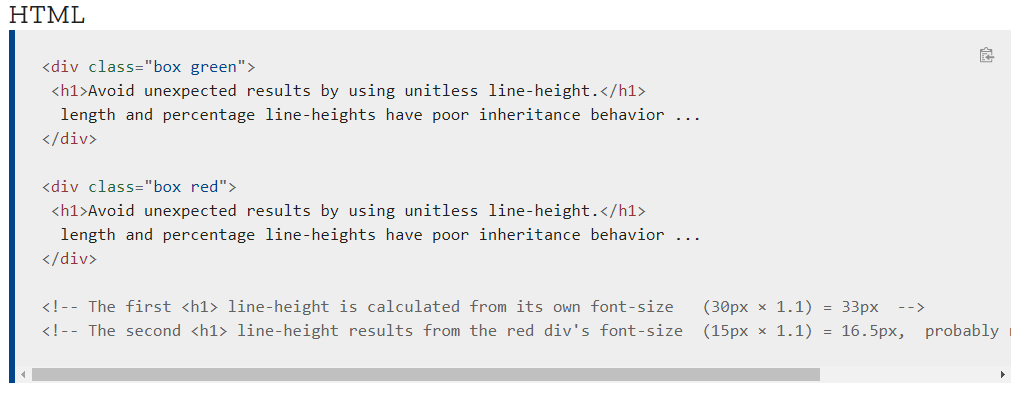 HTML
<div class="box green">
<h1>Avoid unexpected results by using unitless line-height.</h1>
length and percentage line-heights have poor inheritance behavior ...
</div>
<div class="box red">
<h1>Avoid unexpected results by using unitless line-height.</h1>
length and percentage line-heights have poor inheritance behavior ...
</div>
<!-- The first <h1> line-height is calculated from its own font-size   (30px × 1.1) = 33px  -->
<!-- The second <h1> line-height results from the red div's font-size  (15px × 1.1) = 16.5px,  probably